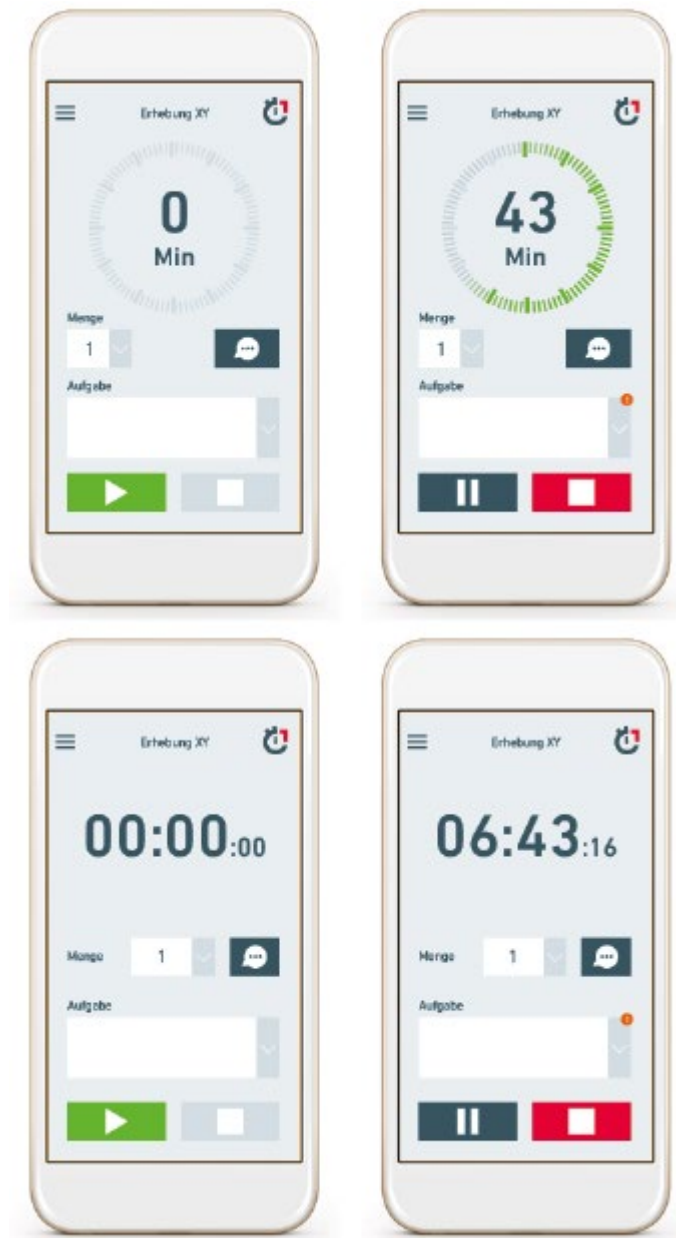 Erhebung XY
0
Min
Menge
1
Aufgabe
Erhebung XY
43
Min
Menge
1
Aufgabe
!
Erhebung XY
00:00:00
Menge 1
Aufgabe
Erhebung XY
06:43:16
Menge 1
Aufgabe
!